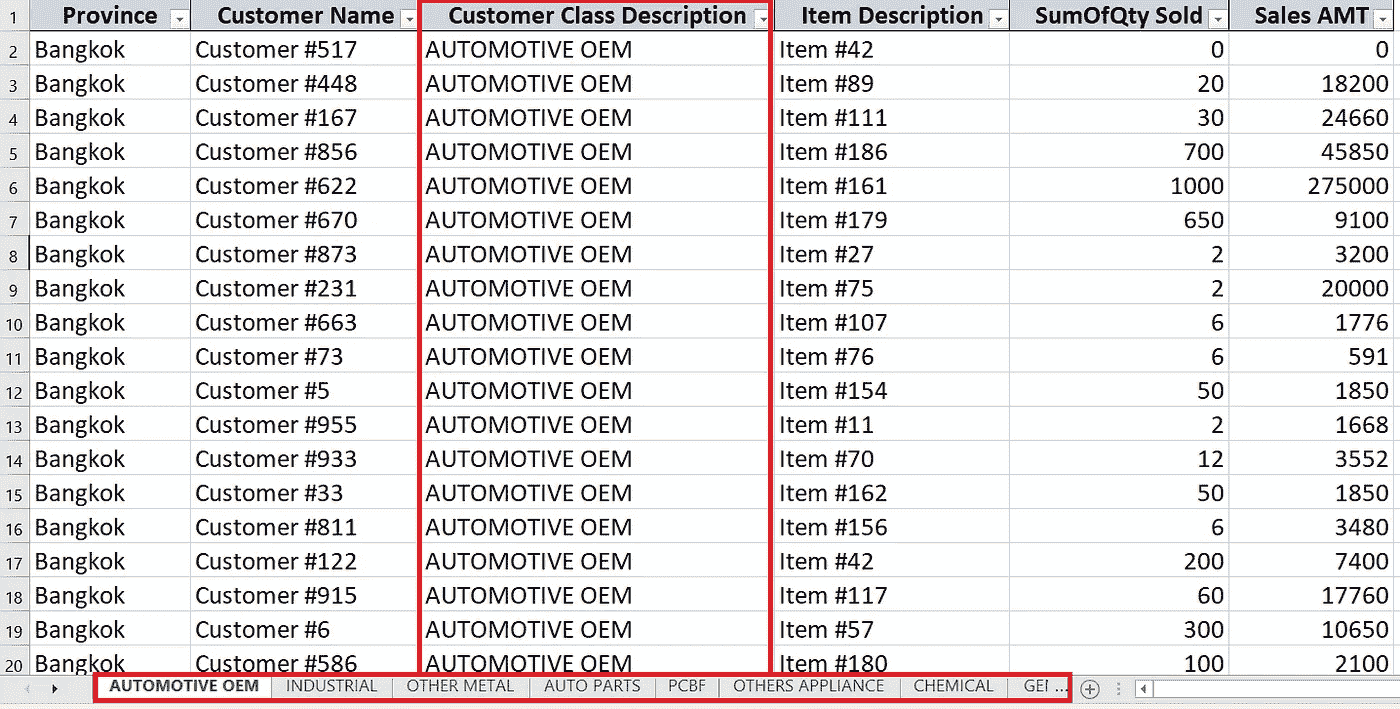 1 Province Customer Name Customer Class Description Item Description SumOfQty Sold Sales AMT
2 Bangkok Customer #517 AUTOMOTIVE OEM Item #42 0 0
3 Bangkok Customer #448 AUTOMOTIVE OEM Item #89 20 18200
4 Bangkok Customer #167 AUTOMOTIVE OEM Item #111 30 24660
5 Bangkok Customer #856 AUTOMOTIVE OEM Item #186 700 45850
6 Bangkok Customer #622 AUTOMOTIVE OEM Item #161 1000 275000
7 Bangkok Customer #670 AUTOMOTIVE OEM Item #179 650 9100
8 Bangkok Customer #873 AUTOMOTIVE OEM Item #27 2 3200
9 Bangkok Customer #231 AUTOMOTIVE OEM Item #75 2 20000
10 Bangkok Customer #663 AUTOMOTIVE OEM Item #107 6 1776
11 Bangkok Customer #73 AUTOMOTIVE OEM Item #76 6 591
12 Bangkok Customer #5 AUTOMOTIVE OEM Item #154 50 1850
13 Bangkok Customer #955 AUTOMOTIVE OEM Item #11 2 1668
14 Bangkok Customer #933 AUTOMOTIVE OEM Item #70 12 3552
15 Bangkok Customer #33 AUTOMOTIVE OEM Item #162 50 1850
16 Bangkok Customer #811 AUTOMOTIVE OEM Item #156 6 3480
17 Bangkok Customer #122 AUTOMOTIVE OEM Item #42 200 7400
18 Bangkok Customer #915 AUTOMOTIVE OEM Item #117 60 17760
19 Bangkok Customer #6 AUTOMOTIVE OEM Item #57 300 10650
20 Bangkok Customer #586 AUTOMOTIVE OEM Item #180 100 2100
AUTOMOTIVE OEM INDUSTRIAL OTHER METAL AUTO PARTS PCBF OTHERS APPLIANCE CHEMICAL